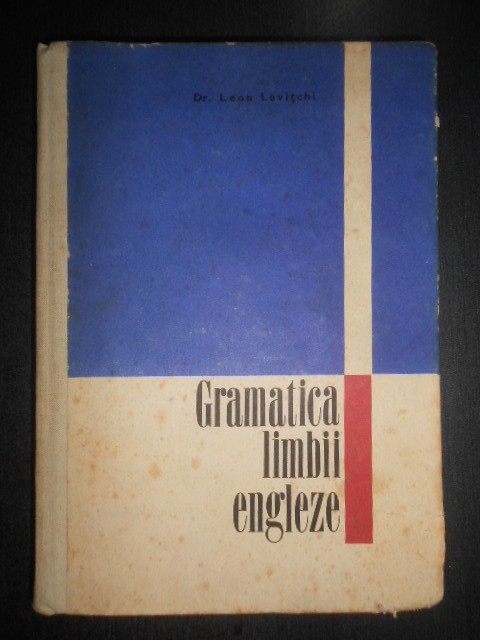 Dr. Leon Levițchi
Gramatica
limbii
engleze